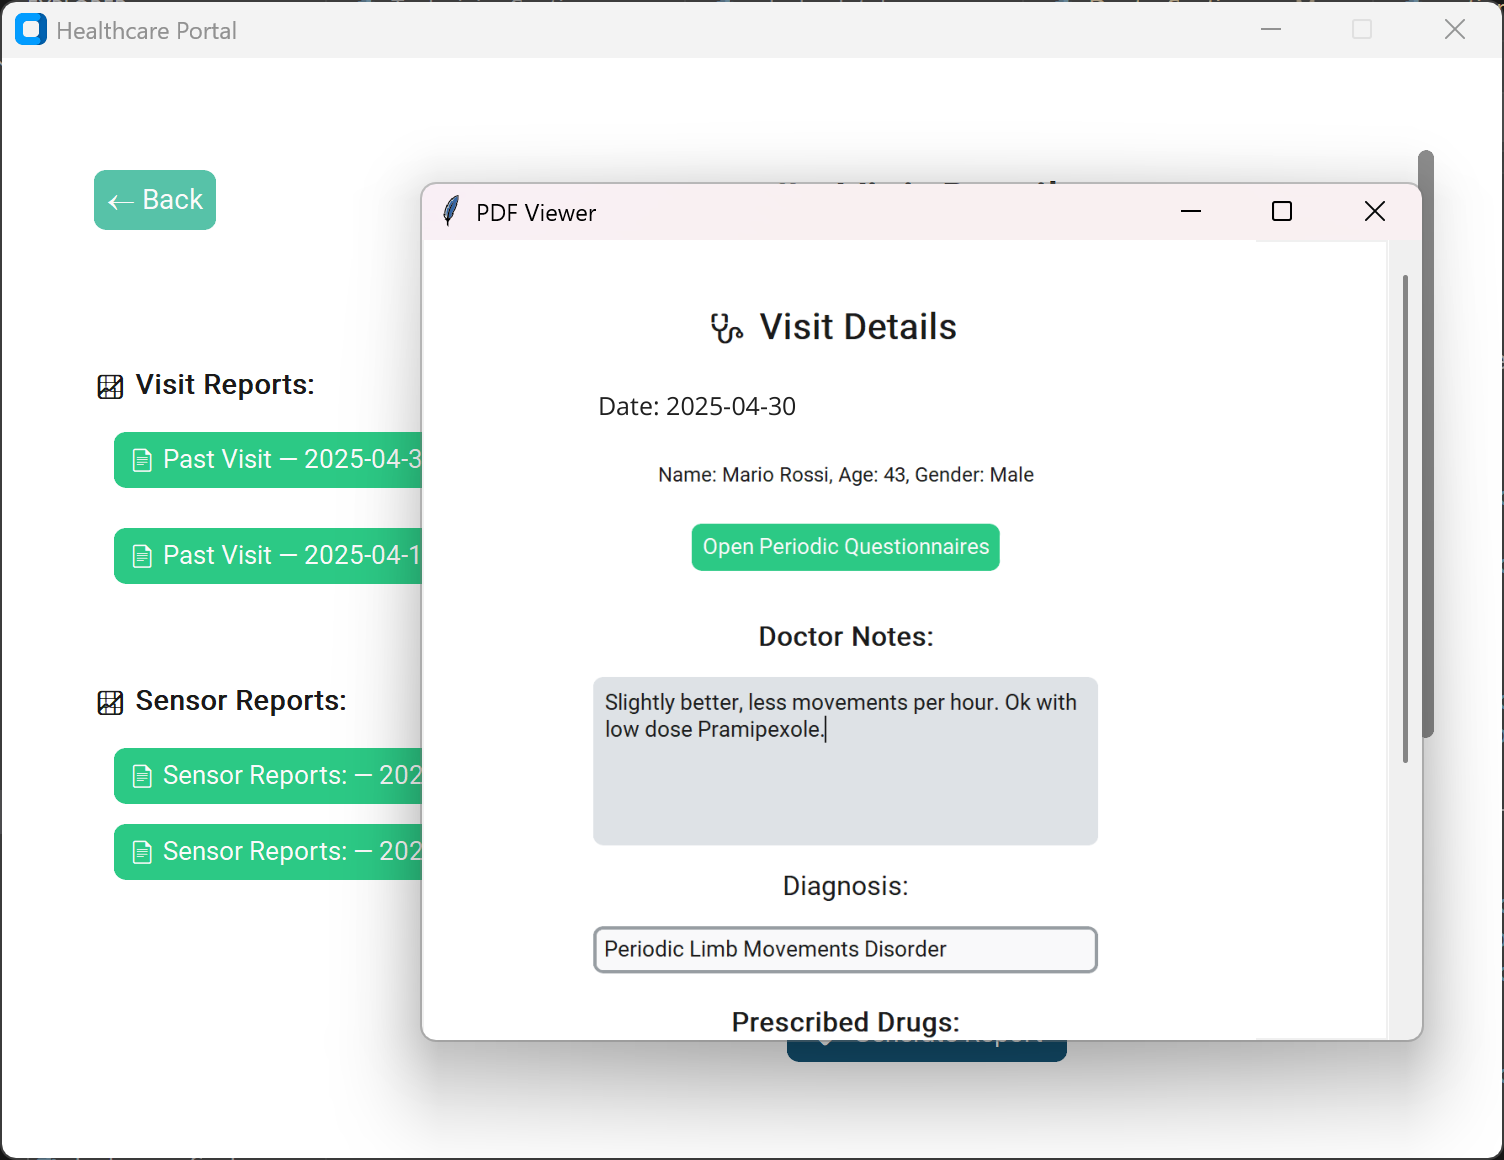 Healthcare Portal
← Back
PDF Viewer
Visit Details
Date: 2025-04-30
Name: Mario Rossi, Age: 43, Gender: Male
Open Periodic Questionnaires
Doctor Notes:
Slightly better, less movements per hour. Ok with
low dose Pramipexole.
Diagnosis:
Periodic Limb Movements Disorder
Prescribed Drugs:
Visit Reports:
Past Visit — 2025-04-3
Past Visit — 2025-04-1
Sensor Reports:
Sensor Reports: — 202
Sensor Reports: — 202
Generate Report